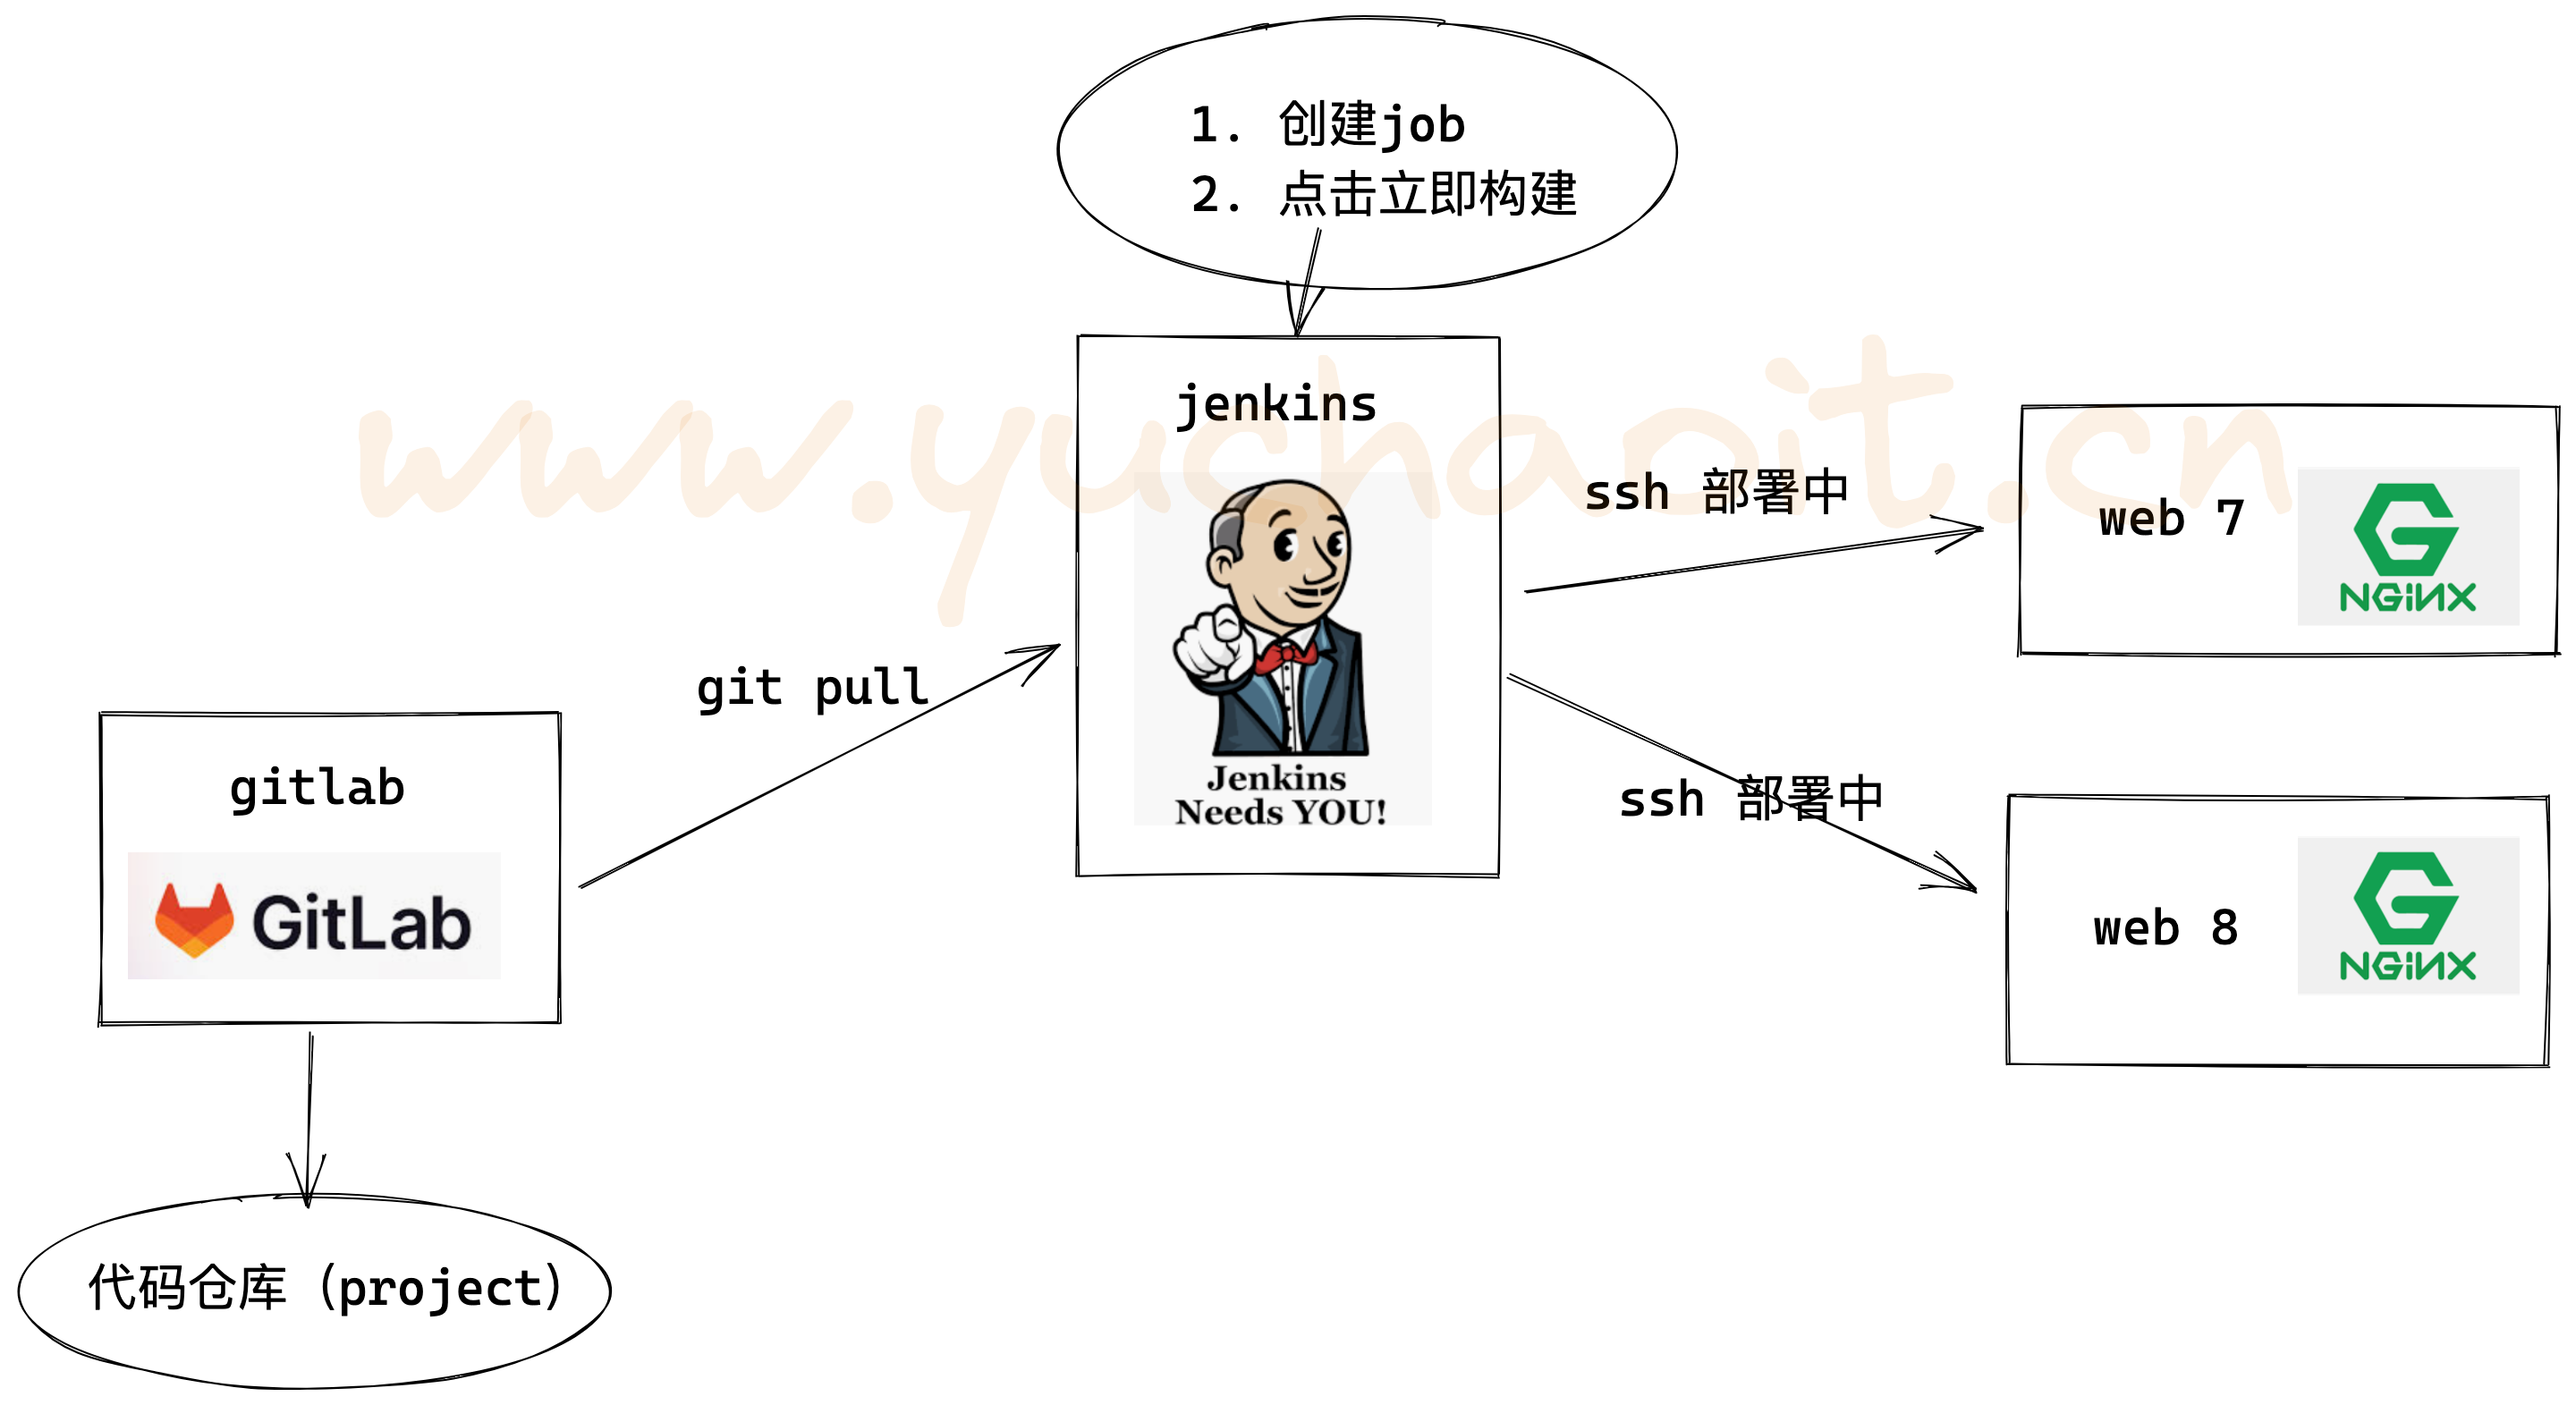 1. 创建job
2. 点击立即构建
jenkins
Jenkins
Needs YOU!
ssh 部署中
web 7
NGiNX
git pull
gitlab
GitLab
ssh 部署中
web 8
NGiNX
代码仓库（project）
www.yuchaoit.cn